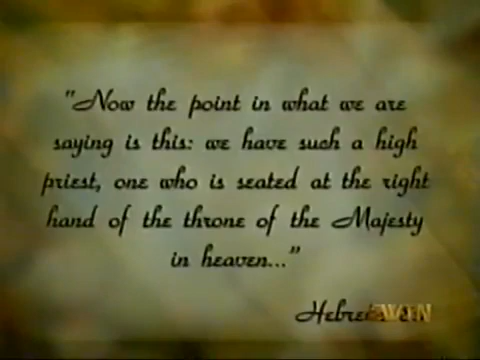 "Now the point in what we are
saying is this: we have such a high
priest, one who is seated at the right
hand of the throne of the Majesty
in heaven..."
EWTN